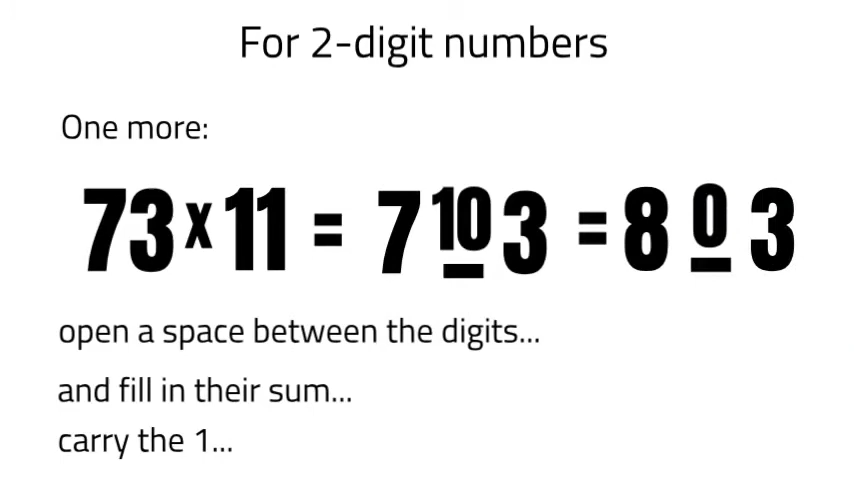 For 2-digit numbers
One more:
73 x 11 = 7 10 3 = 8 0 3
open a space between the digits...
and fill in their sum...
carry the 1...